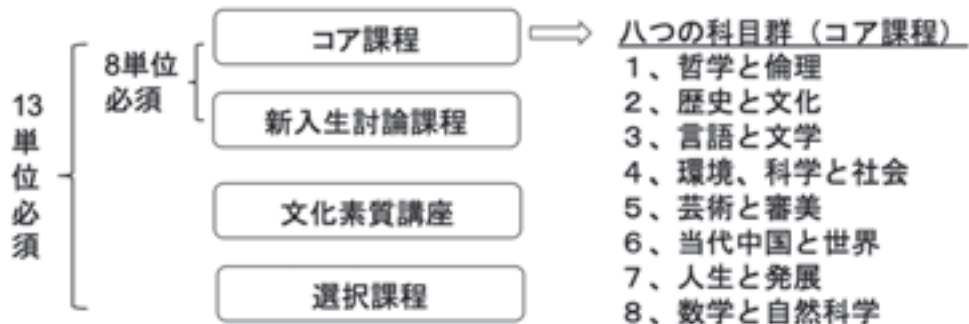 13
単
位
必
須
8単位
必須
コア課程
新入生討論課程
文化素質講座
選択課程
八つの科目群（コア課程）
1、哲学と倫理
2、歴史と文化
3、言語と文学
4、環境、科学と社会
5、芸術と審美
6、当代中国と世界
7、人生と発展
8、数学と自然科学